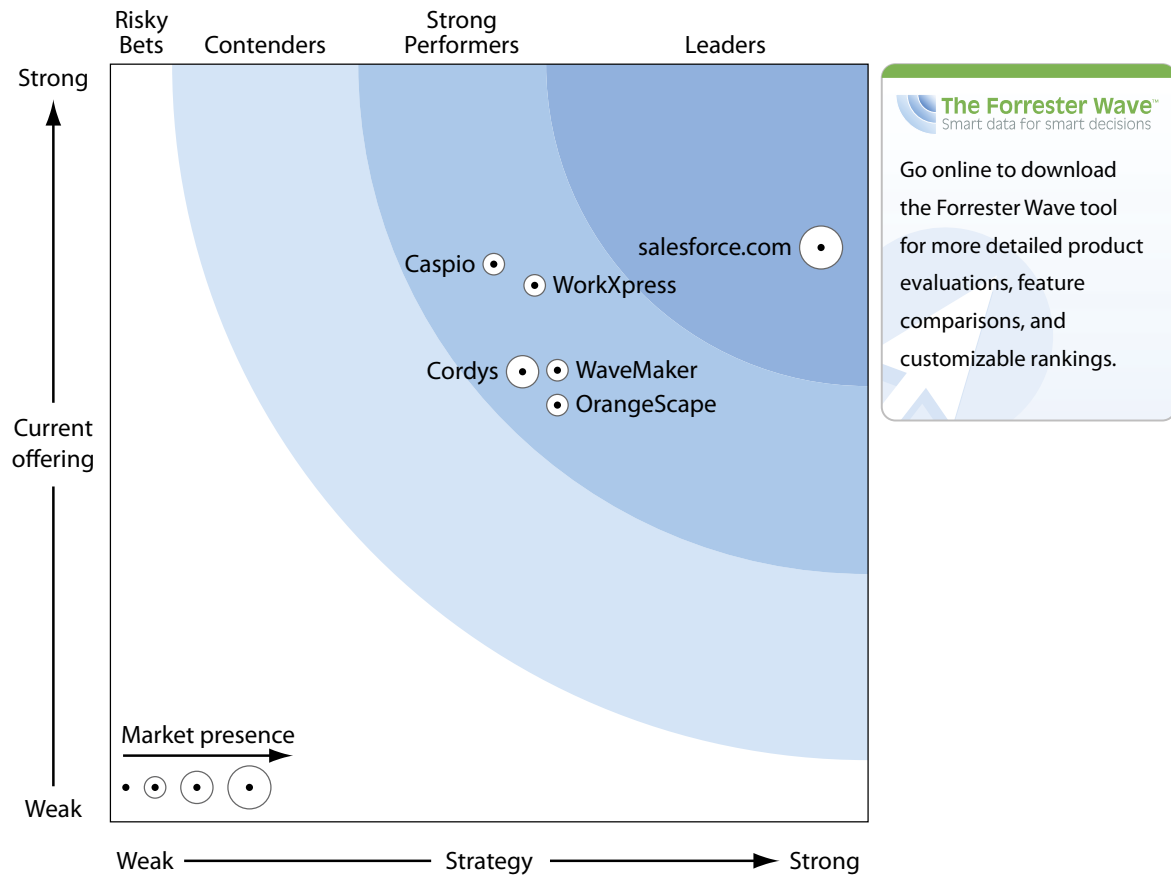 Risky
Bets
Contenders
Strong
Performers
Leaders
Strong
The Forrester Wave™
Smart data for smart decisions
Go online to download
the Forrester Wave tool
for more detailed product
evaluations, feature
comparisons, and
customizable rankings.
salesforce.com
Caspio
WorkXpress
Cordys
WaveMaker
OrangeScape
Current
offering
Market presence
Weak
Weak
Strategy
Strong